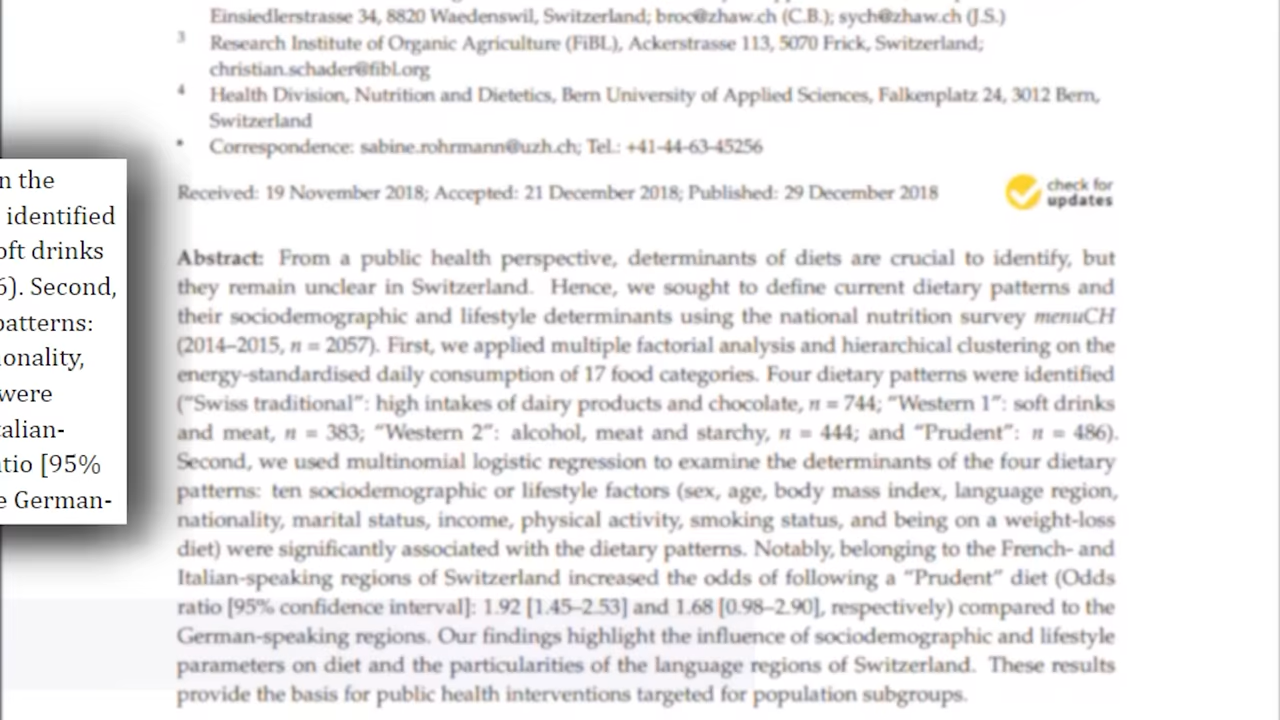 Einsiedlerstrasse 34, 8820 Waedenswil, Switzerland; broc@zhaw.ch (C.B.); sych@zhaw.ch (J.S.)
3 Research Institute of Organic Agriculture (FiBL), Ackerstrasse 113, 5070 Frick, Switzerland;
christian.schader@fibl.org
4 Health Division, Nutrition and Dietetics, Bern University of Applied Sciences, Falkenplatz 24, 3012 Bern,
Switzerland
* Correspondence: sabine.rohrmann@uzh.ch; Tel.: +41-44-63-45256
Received: 19 November 2018; Accepted: 21 December 2018; Published: 29 December 2018
check for
updates
Abstract: From a public health perspective, determinants of diets are crucial to identify, but
they remain unclear in Switzerland. Hence, we sought to define current dietary patterns and
their sociodemographic and lifestyle determinants using the national nutrition survey menuCH
(2014–2015, n = 2057). First, we applied multiple factorial analysis and hierarchical clustering on the
energy-standardised daily consumption of 17 food categories. Four dietary patterns were identified
("Swiss traditional": high intakes of dairy products and chocolate, n = 744; "Western 1": soft drinks
and meat, n = 383; "Western 2": alcohol, meat and starchy, n = 444; and "Prudent": n = 486).
Second, we used multinomial logistic regression to examine the determinants of the four dietary
patterns: ten sociodemographic or lifestyle factors (sex, age, body mass index, language region,
nationality, marital status, income, physical activity, smoking status, and being on a weight-loss
diet) were significantly associated with the dietary patterns. Notably, belonging to the French- and
Italian-speaking regions of Switzerland increased the odds of following a "Prudent" diet (Odds
ratio [95% confidence interval]: 1.92 [1.45–2.53] and 1.68 [0.98–2.90], respectively) compared to the
German-speaking regions. Our findings highlight the influence of sociodemographic and lifestyle
parameters on diet and the particularities of the language regions of Switzerland. These results
provide the basis for public health interventions targeted for population subgroups.
n the
identified
oft drinks
6). Second,
patterns:
ionality,
were
talian-
tio [95%
e German-